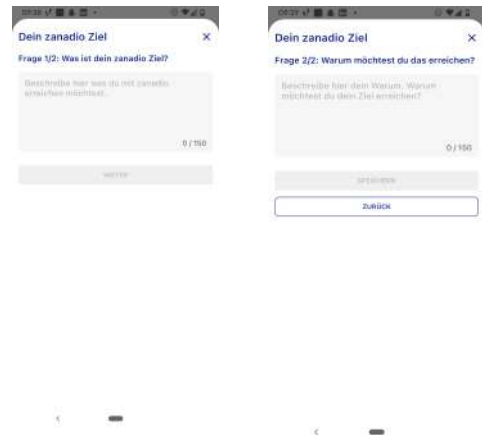 Dein zanadio Ziel
Frage 1/2: Was ist dein zanadio Ziel?
Beschreibe hier was du mit zanadio
erreichen möchtest.
0 / 150
WEITER
Dein zanadio Ziel
Frage 2/2: Warum möchtest du das erreichen?
Beschreibe hier dein Warum. Warum
möchtest du dein Ziel erreichen?
0 / 150
SPEICHERN
ZURÜCK